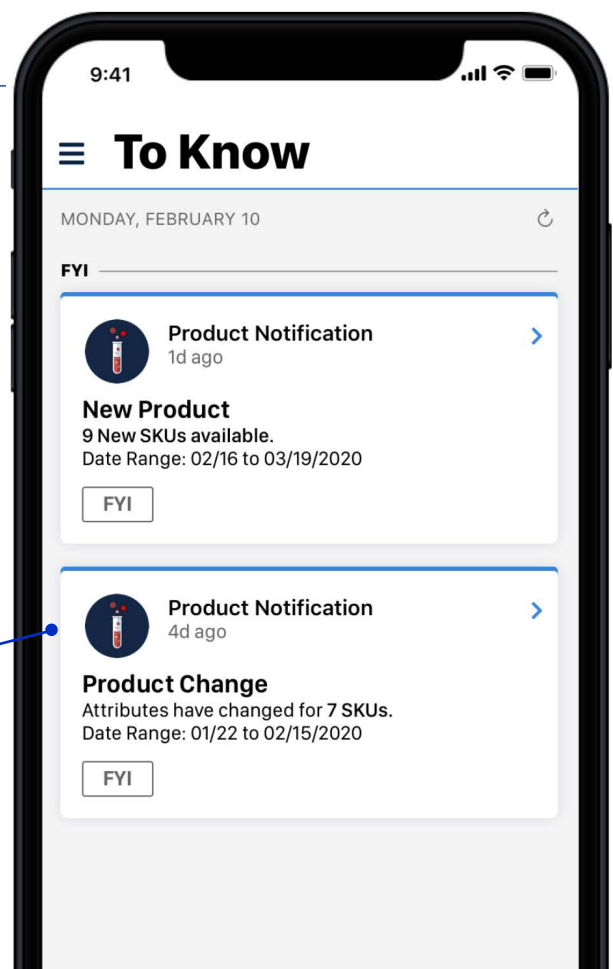 9:41
To Know
MONDAY, FEBRUARY 10
FYI
Product Notification
1d ago
New Product
9 New SKUs available.
Date Range: 02/16 to 03/19/2020
FYI
Product Notification
4d ago
Product Change
Attributes have changed for 7 SKUs.
Date Range: 01/22 to 02/15/2020
FYI